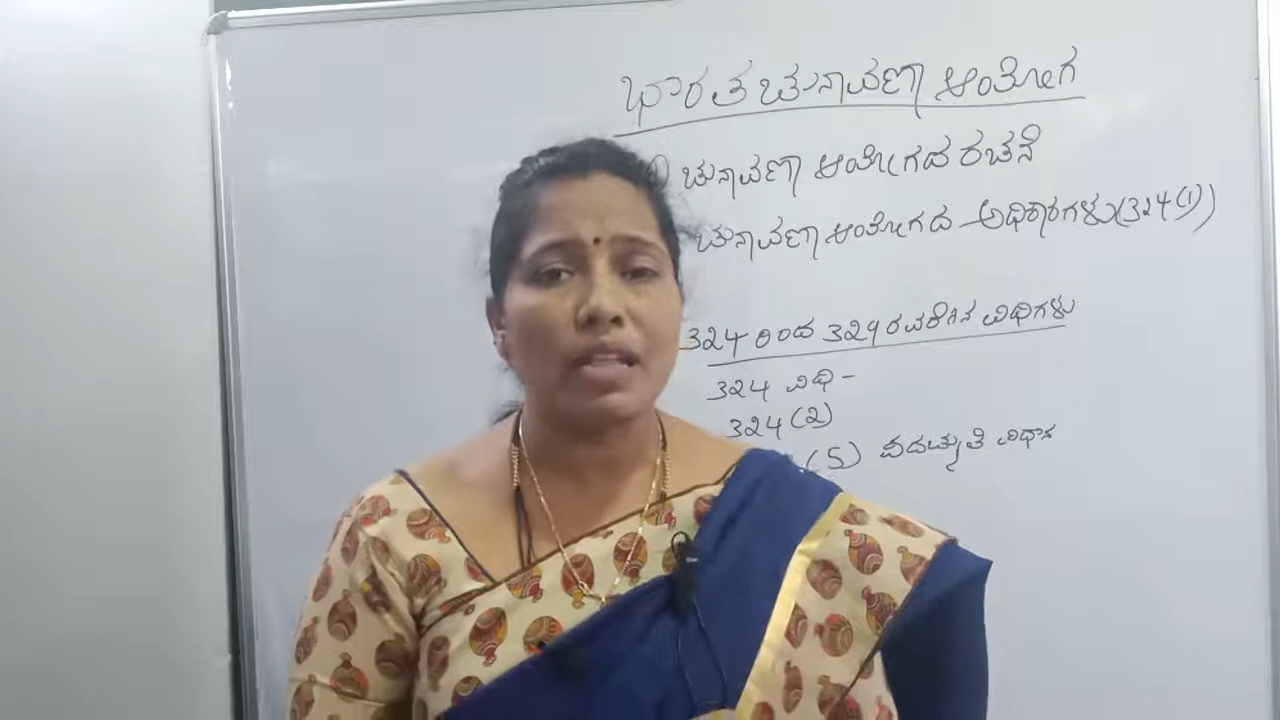 ಭಾರತ ಚುನಾವಣಾ ಆಯೋಗ
ಚುನಾವಣಾ ಆಯೋಗದ ರಚನೆ
ಚುನಾವಣಾ ಆಯೋಗದ ಅಧಿಕಾರಗಳು(324(1))
324 ರಿಂದ 329 ರವರೆಗಿನ ವಿಧಿಗಳು
324 ವಿಧಿ -
324 (2)
(5) ಪದಚ್ಯುತಿ ವಿಧಾನ